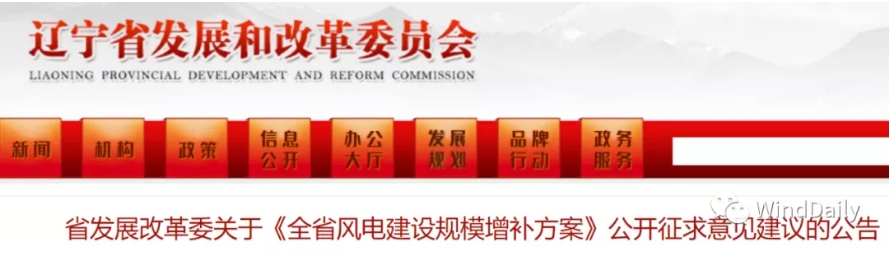 辽宁省发展和改革委员会
LIAONING PROVINCIAL DEVELOPMENT AND REFORM COMMISSION
新闻 机构 政策 信息公开 办公大厅 发展规划 品牌行动 政务服务
WindDaily
省发展改革委关于《全省风电建设规模增补方案》公开征求意见建议的公告